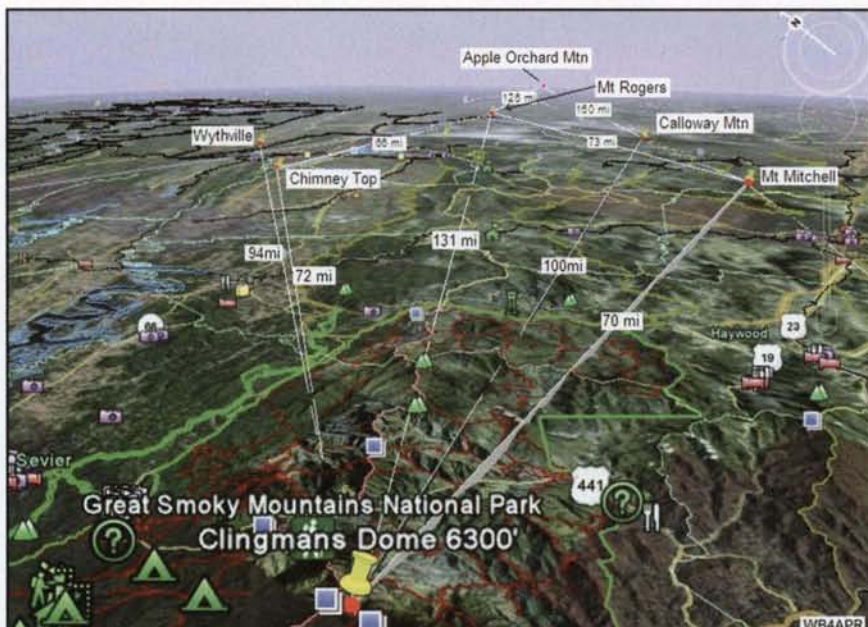 N
Apple Orchard Mtn
Mt Rogers
125 m
150 mi
Wythville
Calloway Mtn
66 mi
73 mi
Chimney Top
Mt Mitchell
131 mi
94mi
100mi
72 mi
70 mi
Haywood
23
19
Sevier
441
Great Smoky Mountains National Park
Clingmans Dome 6300'
WB4APR